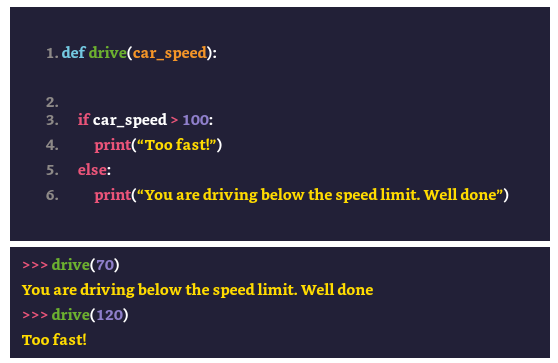 1. def drive(car_speed):
2.
3. if car_speed > 100:
4. print(“Too fast!”)
5. else:
6. print(“You are driving below the speed limit. Well done”)
>>> drive(70)
You are driving below the speed limit. Well done
>>> drive(120)
Too fast!